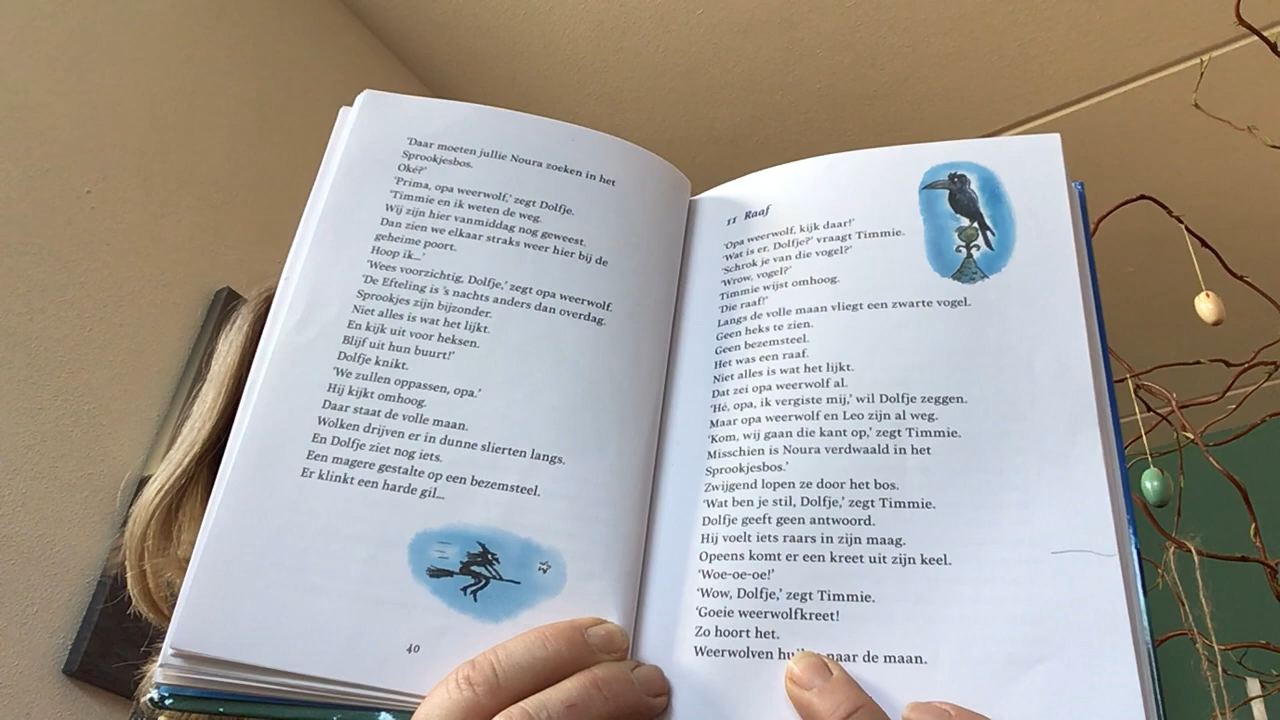 'Daar moeten jullie Noura zoeken in het
Sprookjesbos.
Oké?'
'Prima, opa weerwolf,' zegt Dolfje.
'Timmie en ik weten de weg.
Wij zijn hier vanmiddag nog geweest.
Dan zien we elkaar straks weer hier bij de
geheime poort.
Hoop ik...'
'Wees voorzichtig, Dolfje,' zegt opa weerwolf.
'De Efteling is 's nachts anders dan overdag.
Sprookjes zijn bijzonder.
Niet alles is wat het lijkt.
En kijk uit voor heksen.
Blijf uit hun buurt!'
Dolfje knikt.
'We zullen oppassen, opa.'
Hij kijkt omhoog.
Daar staat de volle maan.
Wolken drijven er in dunne slierten langs.
En Dolfje ziet nog iets.
Een magere gestalte op een bezemsteel.
Er klinkt een harde gil...
40
11 Raaf
'Opa weerwolf, kijk daar!'
'Wat is er, Dolfje?' vraagt Timmie.
'Schrok je van die vogel?'
'Wrow, vogel?'
Timmie wijst omhoog.
'Die raaf!'
Langs de volle maan vliegt een zwarte vogel.
Geen heks te zien.
Geen bezemsteel.
Het was een raaf.
Niet alles is wat het lijkt.
Dat zei opa weerwolf al.
'Hé, opa, ik vergiste mij,' wil Dolfje zeggen.
Maar opa weerwolf en Leo zijn al weg.
'Kom, wij gaan die kant op,' zegt Timmie.
Misschien is Noura verdwaald in het
Sprookjesbos.'
Zwijgend lopen ze door het bos.
'Wat ben je stil, Dolfje,' zegt Timmie.
Dolfje geeft geen antwoord.
Hij voelt iets raars in zijn maag.
Opeens komt er een kreet uit zijn keel.
'Woe-oe-oe!'
'Wow, Dolfje,' zegt Timmie.
'Goeie weerwolfkreet!
Zo hoort het.
Weerwolven naar de maan.